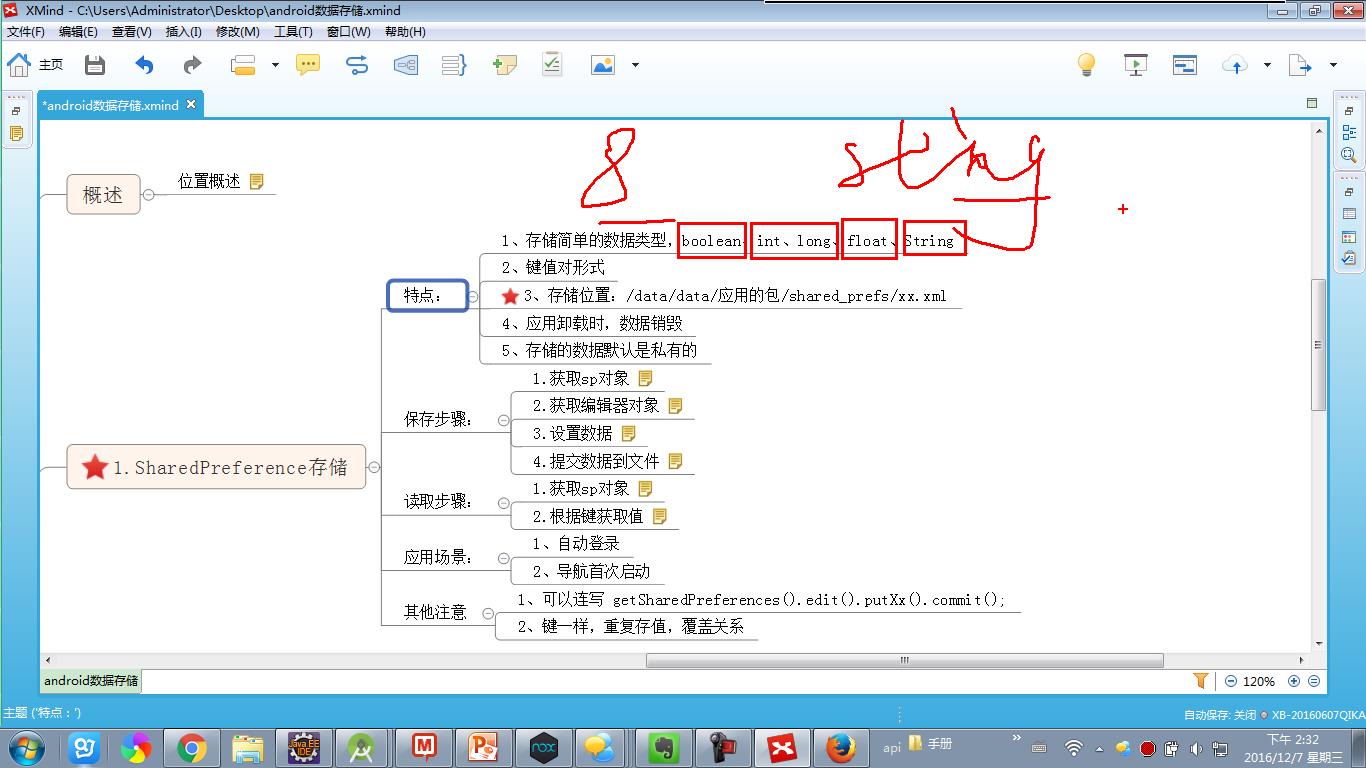 XMind - C:\Users\Administrator\Desktop\android数据存储.xmind
文件(F) 编辑(E) 查看(V) 插入(I) 修改(M) 工具(T) 窗口(W) 帮助(H)
主页
*android数据存储.xmind
8 string
概述
位置概述
1、存储简单的数据类型，boolean、int、long、float、String
2、键值对形式
特点：
3、存储位置：/data/data/应用的包/shared_prefs/xx.xml
4、应用卸载时，数据销毁
5、存储的数据默认是私有的
1.获取sp对象
2.获取编辑器对象
保存步骤：
3.设置数据
4.提交数据到文件
1.SharedPreference存储
1.获取sp对象
读取步骤：
2.根据键获取值
1、自动登录
应用场景：
2、导航首次启动
1、可以连写 getSharedPreferences().edit().putXx().commit();
其他注意
2、键一样，重复存值，覆盖关系
android数据存储
120%
主题 ('特点：')
自动保存: 关闭 XB-20160607QIKA
Java EE IDE
nox
api 手册
下午 2:32
2016/12/7 星期三